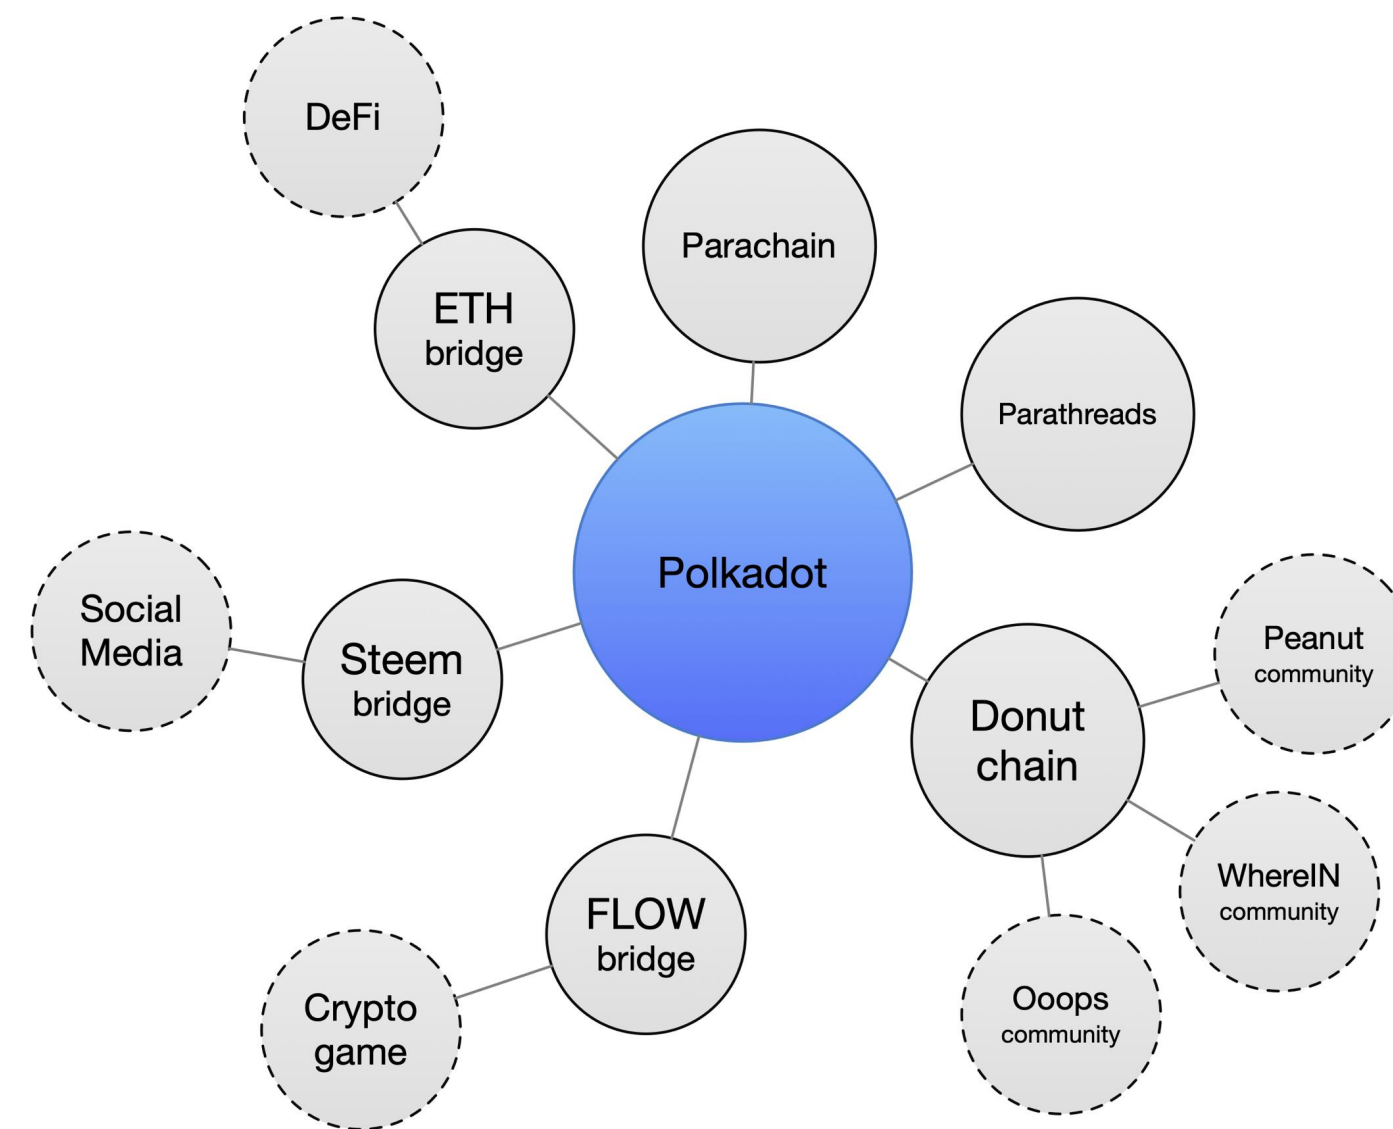 DeFi
Parachain
ETH
bridge
Parathreads
Polkadot
Social
Media
Steem
bridge
Peanut
community
Donut
chain
WhereIN
community
FLOW
bridge
Ooops
community
Crypto
game